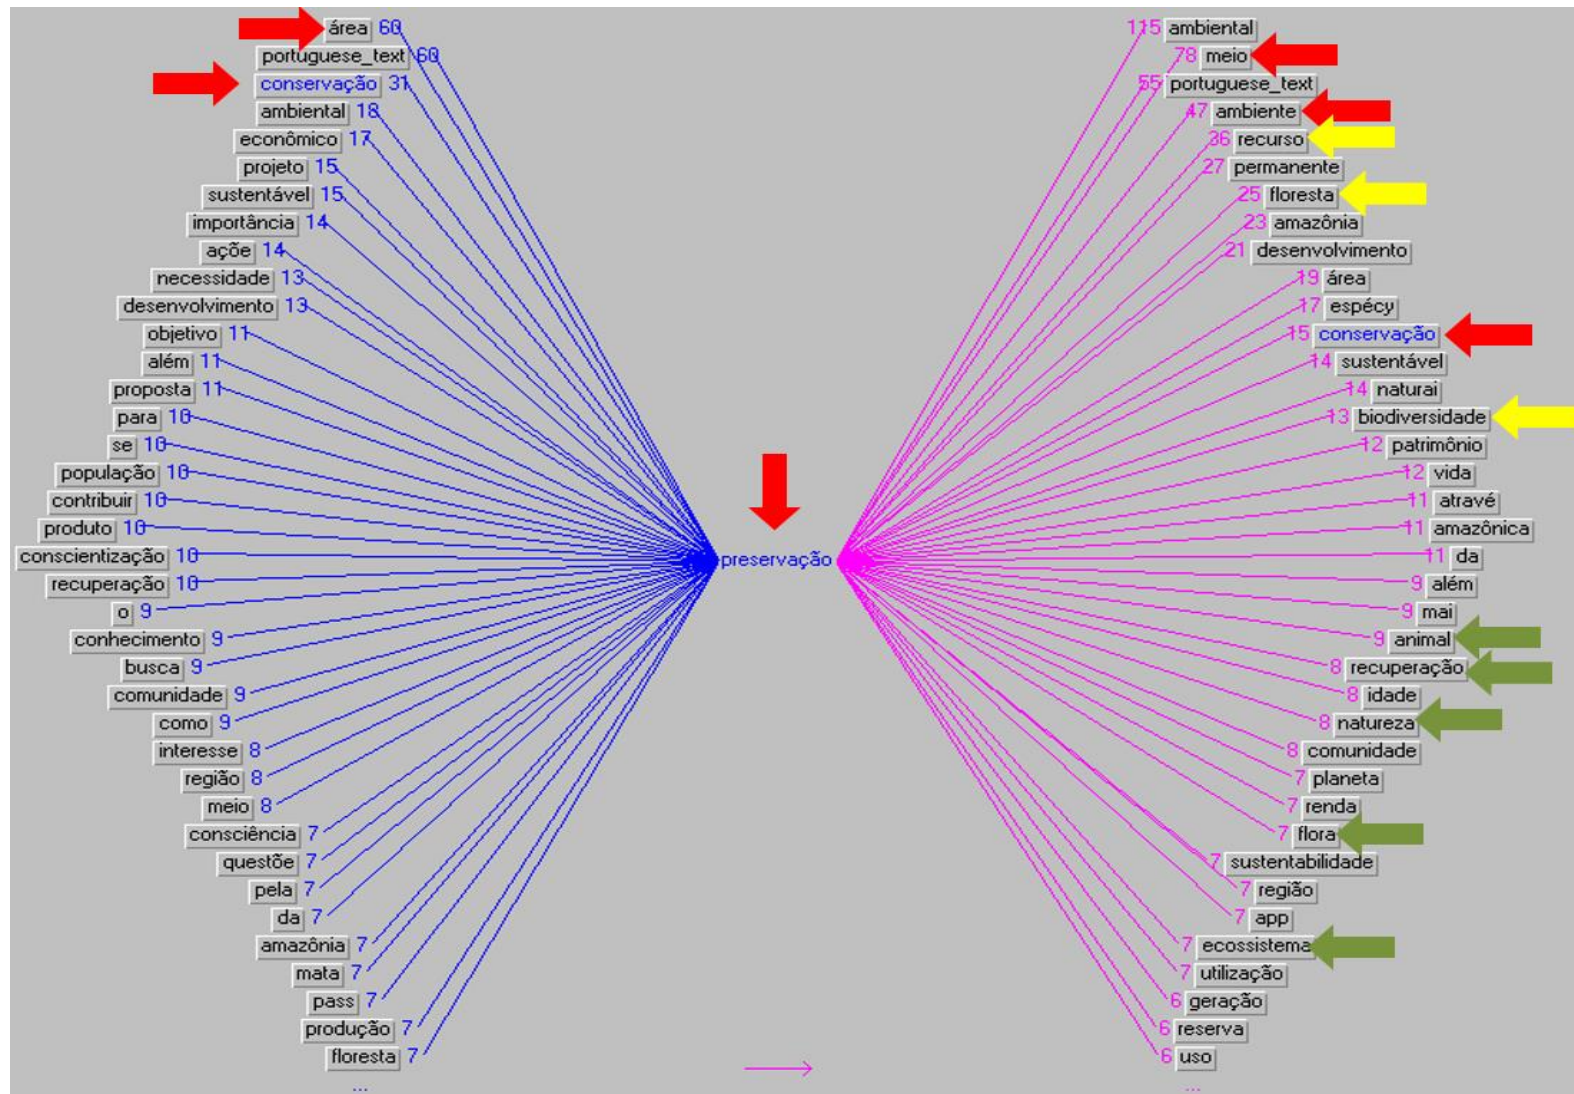 área 60
portuguese_text 60
conservação 31
ambiental 18
econômico 17
projeto 15
sustentável 15
importância 14
açõe 14
necessidade 13
desenvolvimento 13
objetivo 11
além 11
proposta 11
para 10
se 10
população 10
contribuir 10
produto 10
conscientização 10
recuperação 10
o 9
conhecimento 9
busca 9
comunidade 9
como 9
interesse 8
região 8
meio 8
consciência 7
questõe 7
pela 7
da 7
amazônia 7
mata 7
pass 7
produção 7
floresta 7
...
preservação
115 ambiental
78 meio
55 portuguese_text
47 ambiente
36 recurso
27 permanente
25 floresta
23 amazônia
21 desenvolvimento
19 área
17 espécy
15 conservação
14 sustentável
14 naturai
13 biodiversidade
12 patrimônio
12 vida
11 atravé
11 amazônica
11 da
9 além
9 mai
9 animal
8 recuperação
8 idade
8 natureza
8 comunidade
7 planeta
7 renda
7 flora
7 sustentabilidade
7 região
7 app
7 ecossistema
7 utilização
6 geração
6 reserva
6 uso
...